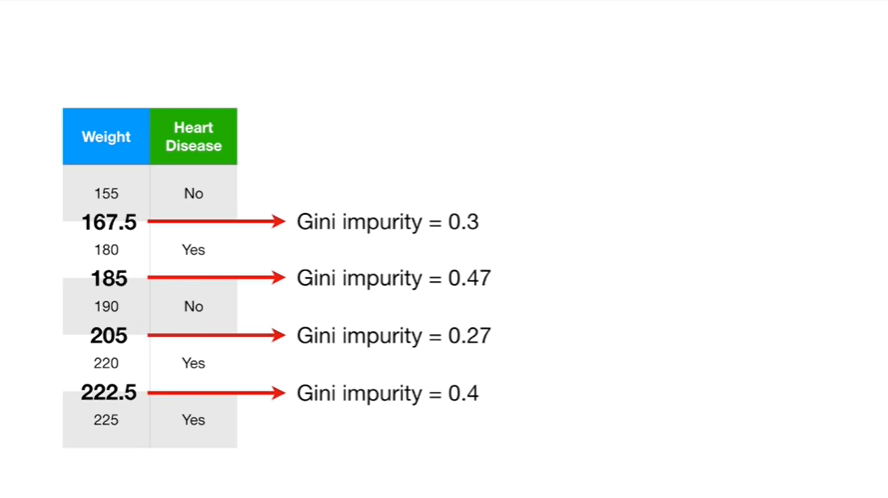 Weight Heart Disease
155 No
167.5 Gini impurity = 0.3
180 Yes
185 Gini impurity = 0.47
190 No
205 Gini impurity = 0.27
220 Yes
222.5 Gini impurity = 0.4
225 Yes